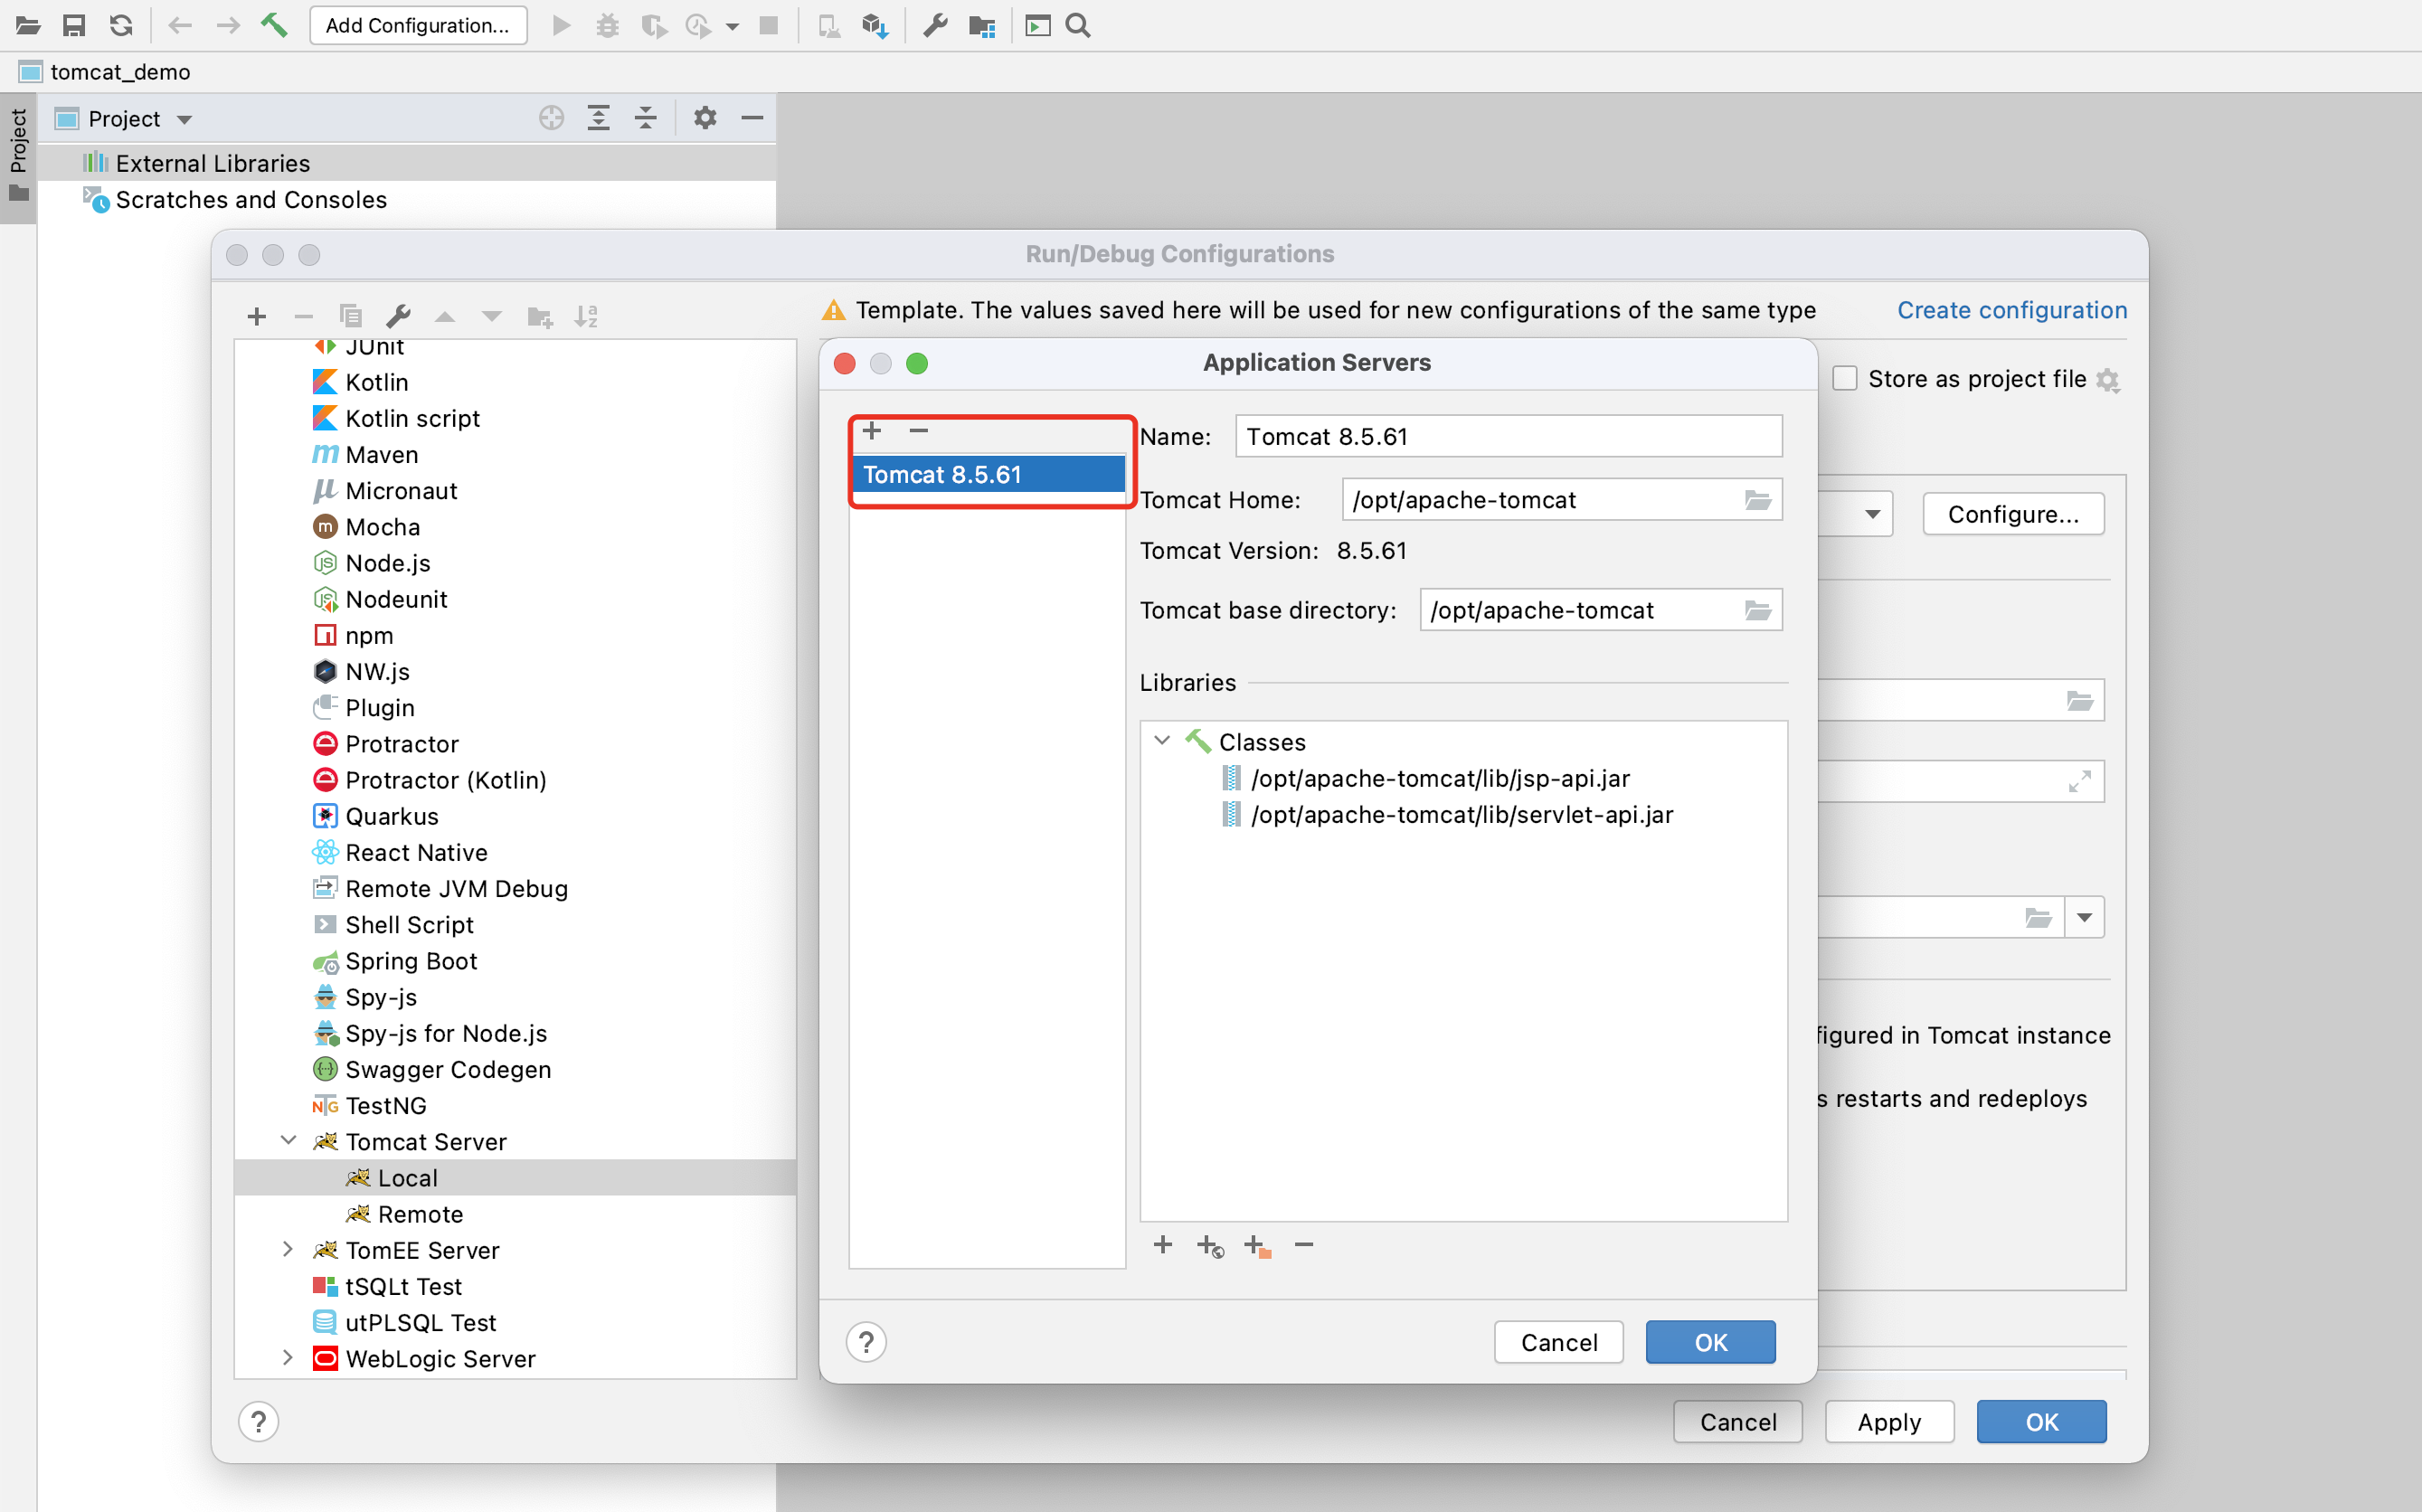 Add Configuration...
tomcat_demo
Project
Project
External Libraries
Scratches and Consoles
Run/Debug Configurations
Template. The values saved here will be used for new configurations of the same type
Create configuration
JUnit
Kotlin
Kotlin script
Maven
Micronaut
Mocha
Node.js
Nodeunit
npm
NW.js
Plugin
Protractor
Protractor (Kotlin)
Quarkus
React Native
Remote JVM Debug
Shell Script
Spring Boot
Spy-js
Spy-js for Node.js
Swagger Codegen
TestNG
Tomcat Server
Local
Remote
TomEE Server
tSQLt Test
utPLSQL Test
WebLogic Server
Application Servers
Tomcat 8.5.61
Name: Tomcat 8.5.61
Tomcat Home: /opt/apache-tomcat
Tomcat Version: 8.5.61
Tomcat base directory: /opt/apache-tomcat
Libraries
Classes
/opt/apache-tomcat/lib/jsp-api.jar
/opt/apache-tomcat/lib/servlet-api.jar
Cancel
OK
Store as project file
Configure...
figured in Tomcat instance
s restarts and redeploys
Cancel
Apply
OK